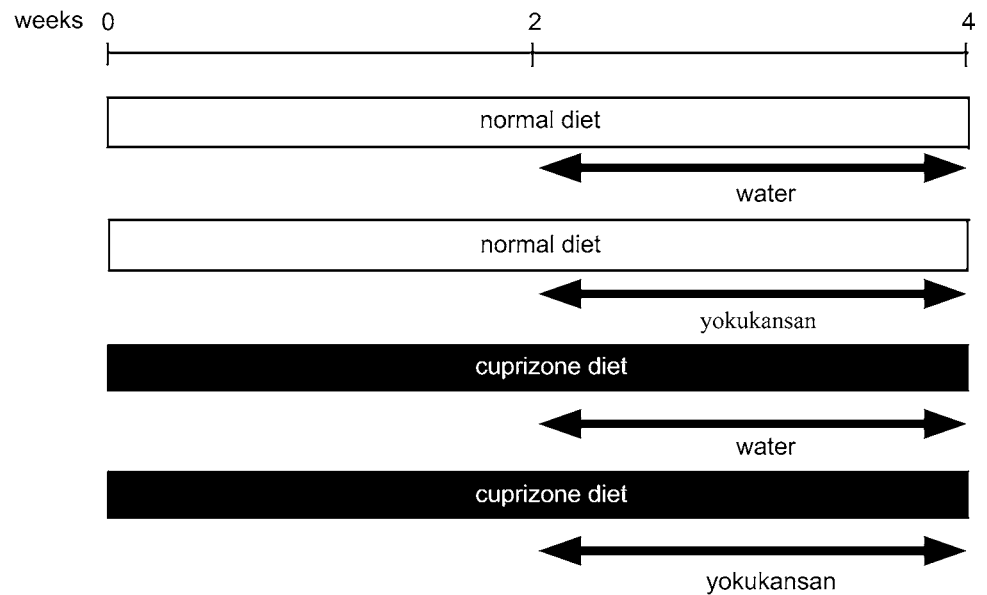 weeks 0 2 4
normal diet
water
normal diet
yokukansan
cuprizone diet
water
cuprizone diet
yokukansan